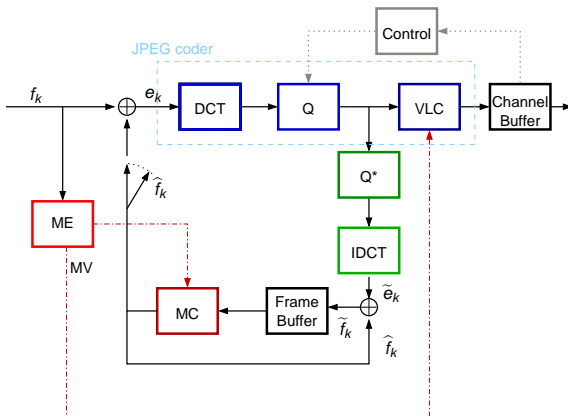 Control
JPEG coder
f_k
e_k
DCT
Q
VLC
Channel
Buffer
Q*
f̂_k
ME
IDCT
MV
ẽ_k
MC
Frame
Buffer
f̃_k
f̂_k